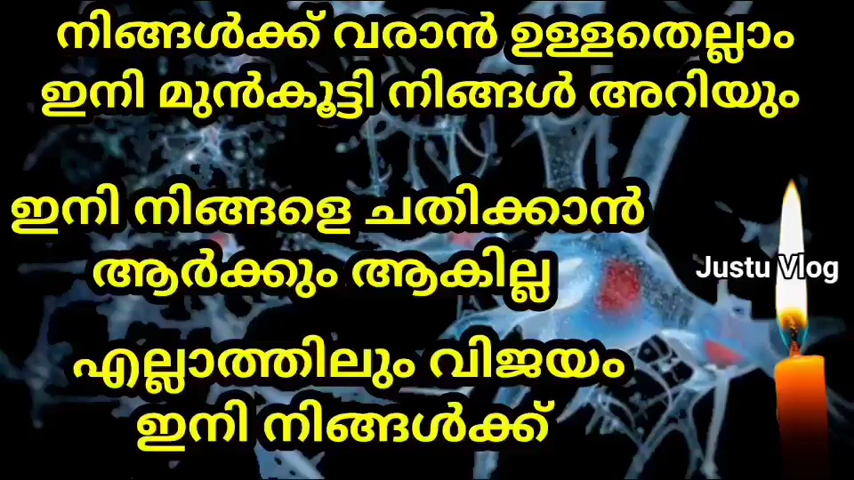 നിങ്ങൾക്ക് വരാൻ ഉള്ളതെല്ലാം
ഇനി മുൻകൂട്ടി നിങ്ങൾ അറിയും
ഇനി നിങ്ങളെ ചതിക്കാൻ
ആർക്കും ആകില്ല
Justu Vlog
എല്ലാത്തിലും വിജയം
ഇനി നിങ്ങൾക്ക്